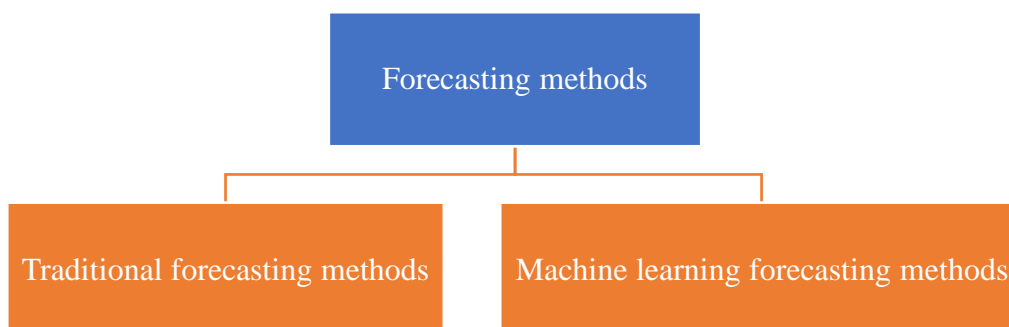 Forecasting methods
Traditional forecasting methods
Machine learning forecasting methods